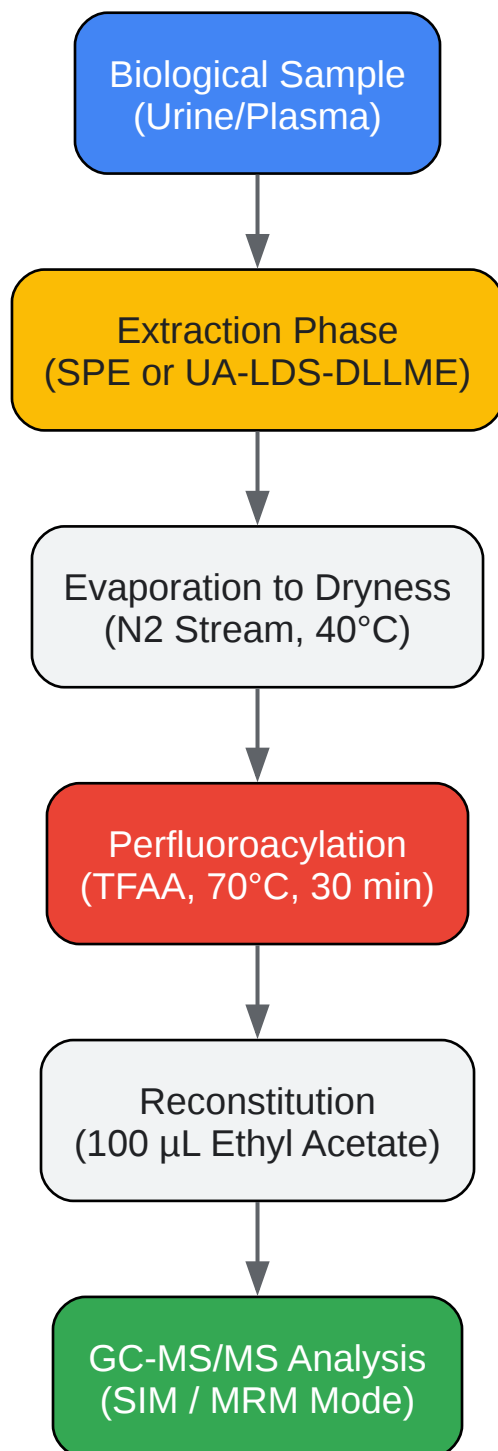 Biological Sample
(Urine/Plasma)
Extraction Phase
(SPE or UA-LDS-DLLME)
Evaporation to Dryness
(N2 Stream, 40°C)
Perfluoroacylation
(TFAA, 70°C, 30 min)
Reconstitution
(100 µL Ethyl Acetate)
GC-MS/MS Analysis
(SIM / MRM Mode)